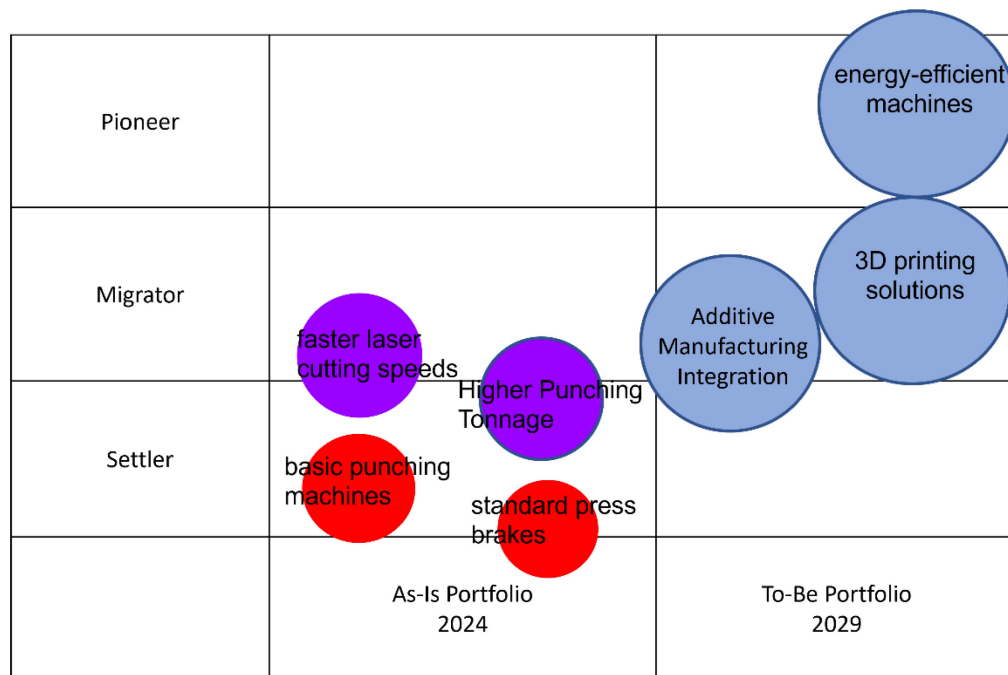 Pioneer
energy-efficient
machines
Migrator
faster laser
cutting speeds
Higher Punching
Tonnage
Additive
Manufacturing
Integration
3D printing
solutions
Settler
basic punching
machines
standard press
brakes
As-Is Portfolio
2024
To-Be Portfolio
2029